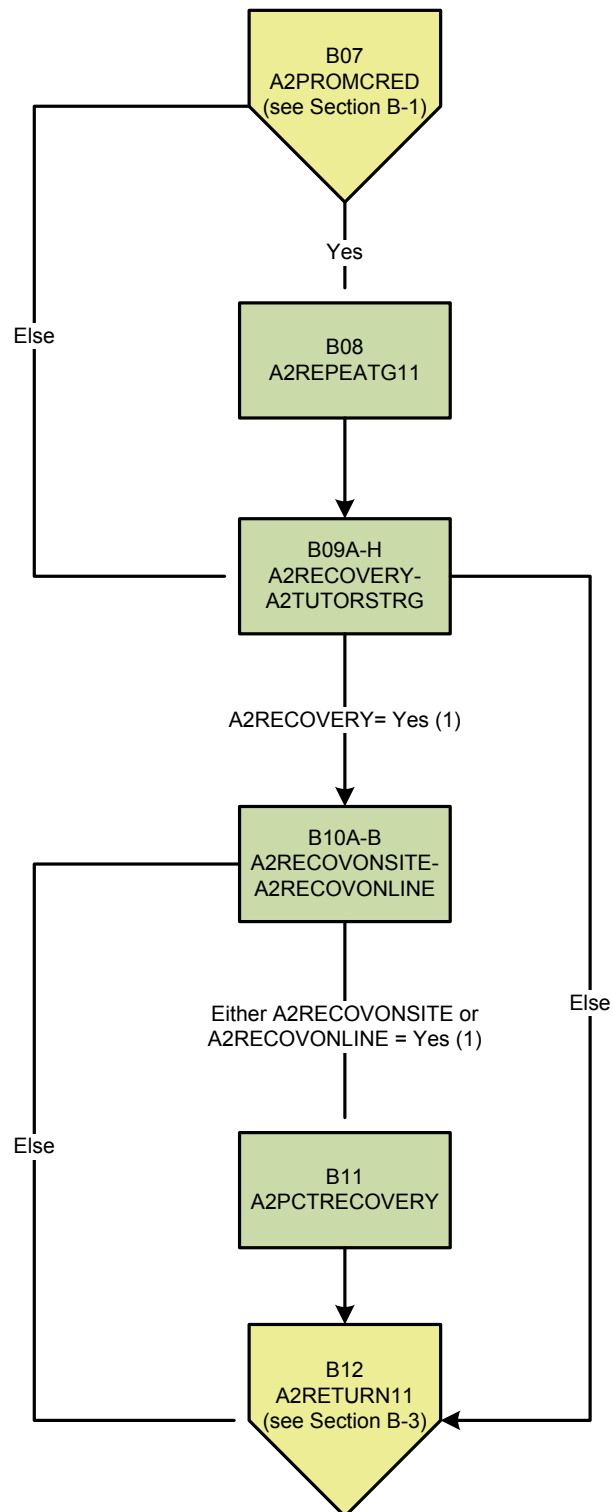 B07
A2PROMCRED
(see Section B-1)
Yes
Else
B08
A2REPEATG11
B09A-H
A2RECOVERY-
A2TUTORSTRG
A2RECOVERY= Yes (1)
B10A-B
A2RECOVONSITE-
A2RECOVONLINE
Either A2RECOVONSITE or
A2RECOVONLINE = Yes (1)
Else
Else
B11
A2PCTRECOVERY
B12
A2RETURN11
(see Section B-3)